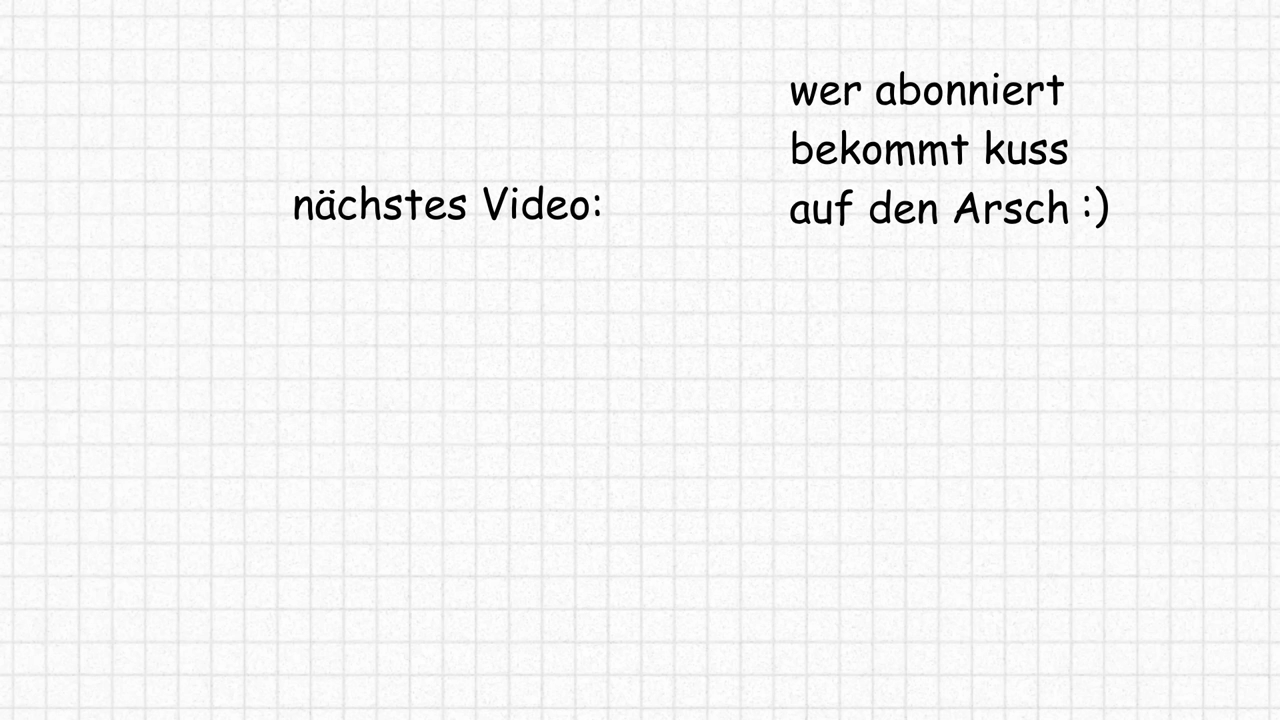 nächstes Video:
wer abonniert
bekommt kuss
auf den Arsch :)